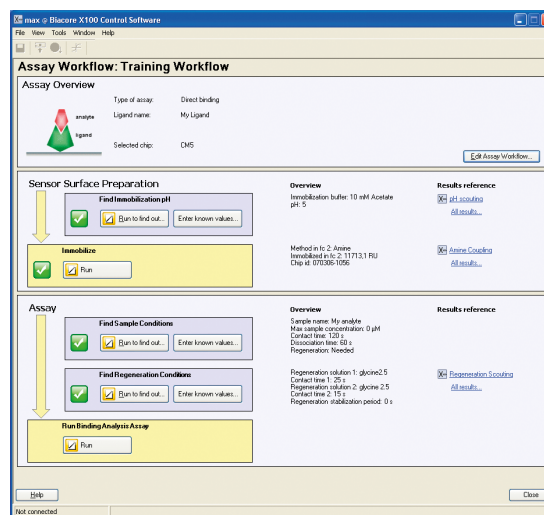 max @ Biacore X100 Control Software
File View Tools Window Help
Assay Workflow: Training Workflow
Assay Overview
analyte
ligand
Type of assay: Direct binding
Ligand name: My Ligand
Selected chip: CM5
Edit Assay Workflow...
Sensor Surface Preparation
Find Immobilization pH
Run to find out...
Enter known values...
Immobilize
Run
Overview
Immobilization buffer: 10 mM Acetate
pH: 5
Method in fc 2: Amine
Immobilized in fc 2: 11713,1 RU
Chip id: 070306-1056
Results reference
pH scouting
All results...
Amine Coupling
All results...
Assay
Find Sample Conditions
Run to find out...
Enter known values...
Find Regeneration Conditions
Run to find out...
Enter known values...
Run Binding Analysis Assay
Run
Overview
Sample name: My analyte
Max sample concentration: 0 µM
Contact time: 120 s
Dissociation time: 60 s
Regeneration: Needed
Regeneration solution 1: glycine2.5
Contact time 1: 25 s
Regeneration solution 2: glycine 2.5
Contact time 2: 15 s
Regeneration stabilization period: 0 s
Results reference
Regeneration Scouting
All results...
Help
Close
Not connected